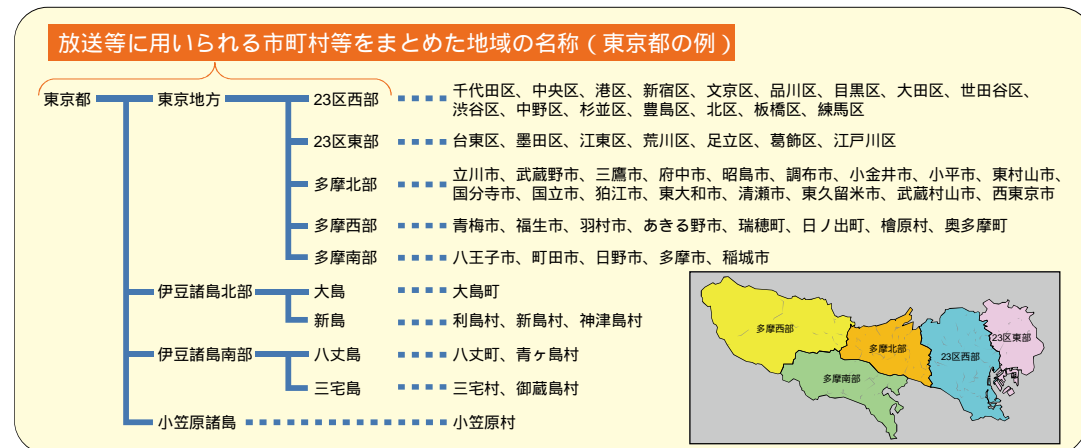 放送等に用いられる市町村等をまとめた地域の名称(東京都の例)
東京都
東京地方
23区西部
千代田区、中央区、港区、新宿区、文京区、品川区、目黒区、大田区、世田谷区、
渋谷区、中野区、杉並区、豊島区、北区、板橋区、練馬区
23区東部
台東区、墨田区、江東区、荒川区、足立区、葛飾区、江戸川区
多摩北部
立川市、武蔵野市、三鷹市、府中市、昭島市、調布市、小金井市、小平市、東村山市、
国分寺市、国立市、狛江市、東大和市、清瀬市、東久留米市、武蔵村山市、西東京市
多摩西部
青梅市、福生市、羽村市、あきる野市、瑞穂町、日ノ出町、檜原村、奥多摩町
多摩南部
八王子市、町田市、日野市、多摩市、稲城市
伊豆諸島北部
大島
大島町
新島
利島村、新島村、神津島村
伊豆諸島南部
八丈島
八丈町、青ヶ島村
三宅島
三宅村、御蔵島村
小笠原諸島
小笠原村
多摩西部
多摩北部
23区西部
23区東部
多摩南部